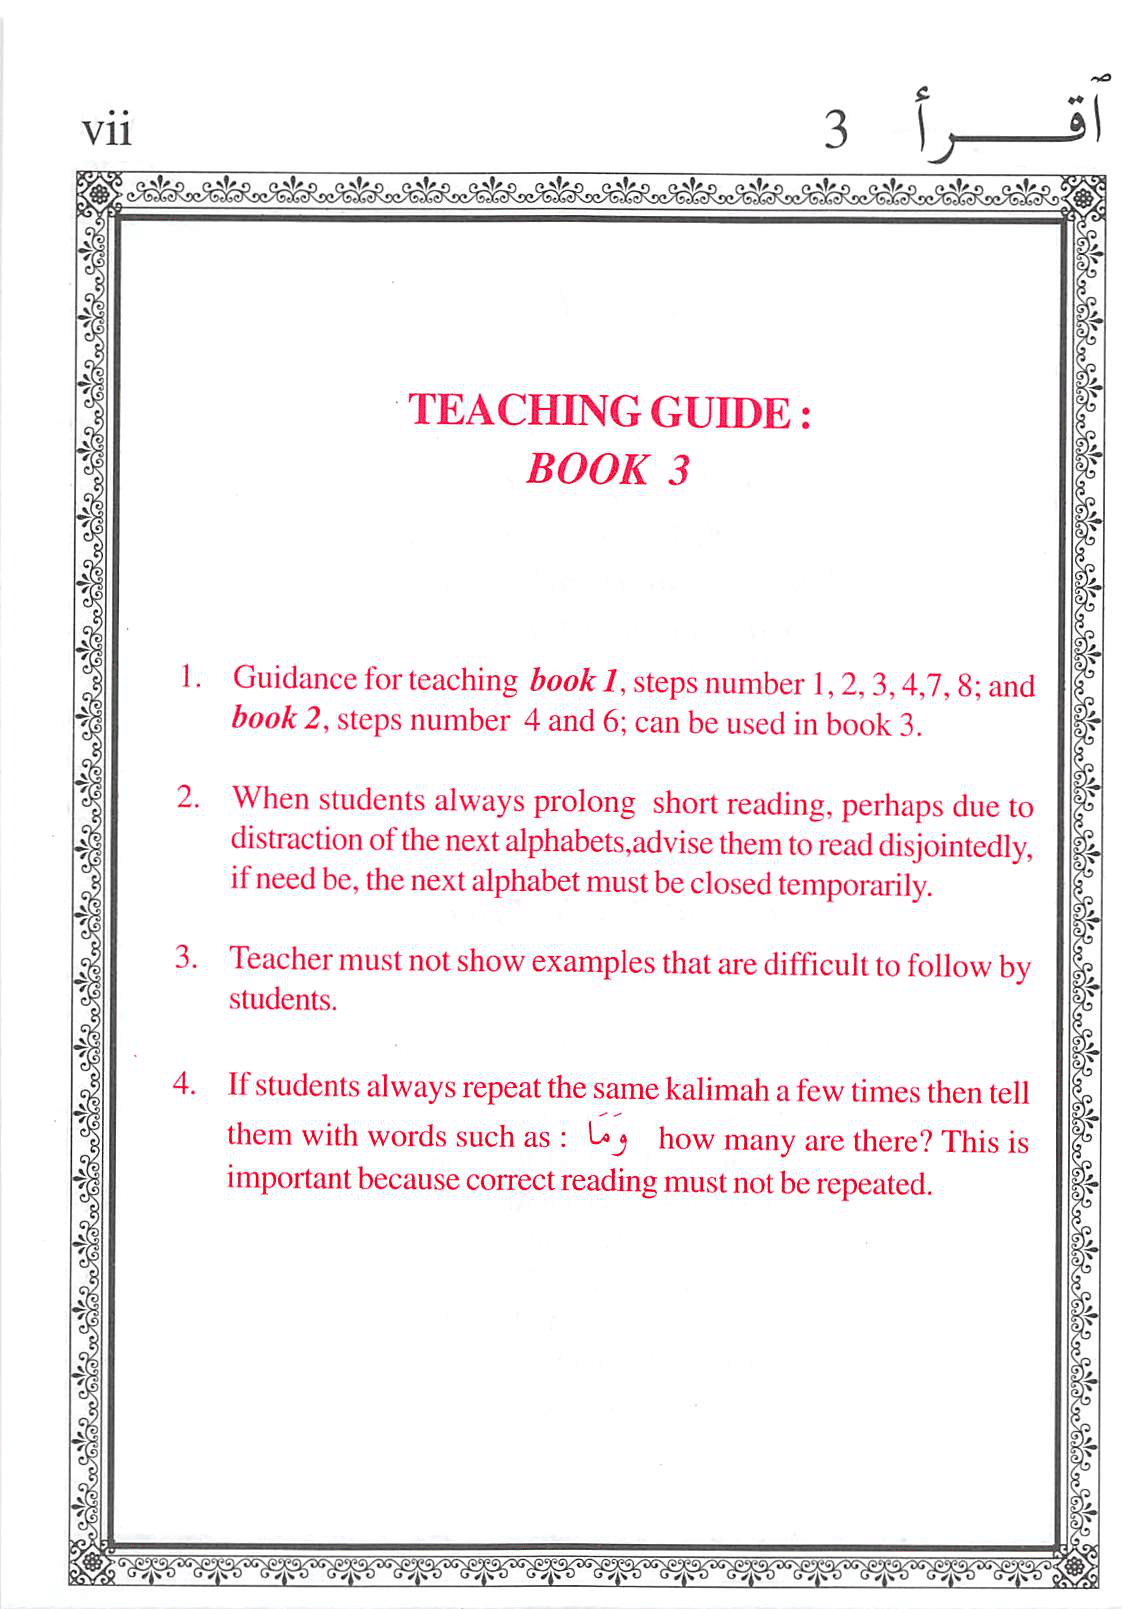 vii 3 ٱقـرأ
TEACHING GUIDE :
BOOK 3
1. Guidance for teaching book 1, steps number 1, 2, 3, 4,7, 8; and
book 2, steps number 4 and 6; can be used in book 3.
2. When students always prolong short reading, perhaps due to
distraction of the next alphabets,advise them to read disjointedly,
if need be, the next alphabet must be closed temporarily.
3. Teacher must not show examples that are difficult to follow by
students.
4. If students always repeat the same kalimah a few times then tell
them with words such as : وَمَا how many are there? This is
important because correct reading must not be repeated.